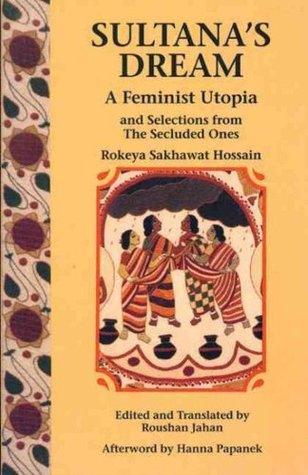 SULTANA'S
DREAM
A Feminist Utopia
and Selections from
The Secluded Ones
Rokeya Sakhawat Hossain
Edited and Translated by
Roushan Jahan
Afterword by Hanna Papanek